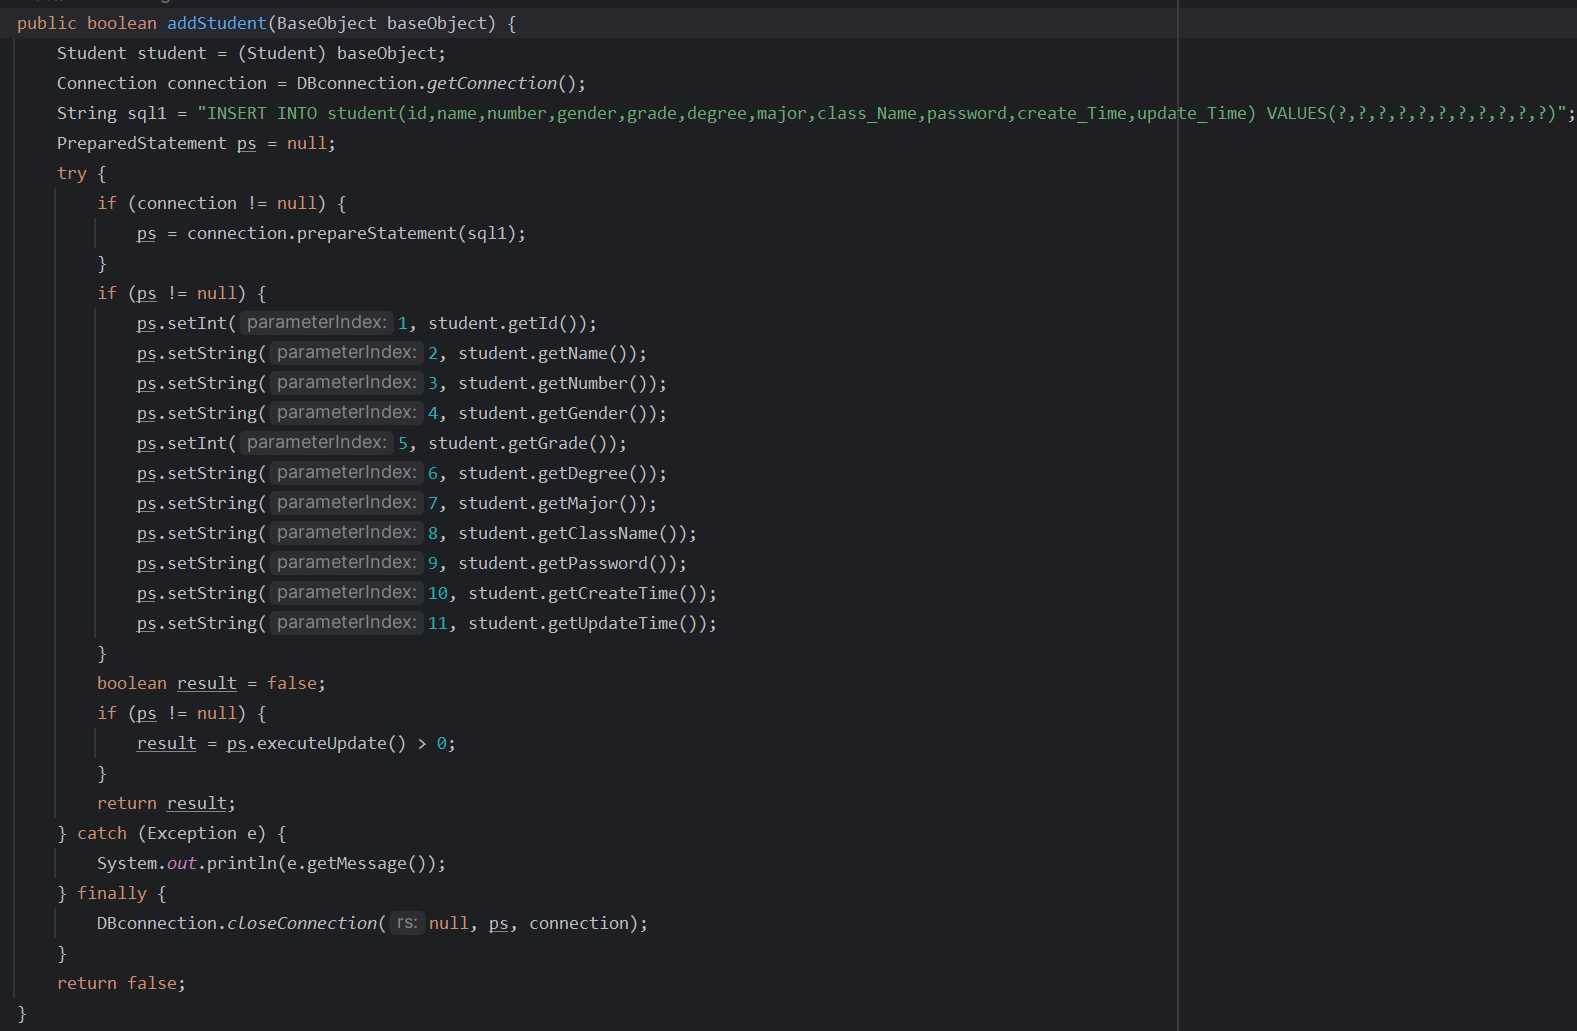 public boolean addStudent(BaseObject baseObject) {
    Student student = (Student) baseObject;
    Connection connection = DBconnection.getConnection();
    String sql1 = "INSERT INTO student(id,name,number,gender,grade,degree,major,class_Name,password,create_Time,update_Time) VALUES(?,?,?,?,?,?,?,?,?,?,?)";
    PreparedStatement ps = null;
    try {
        if (connection != null) {
            ps = connection.prepareStatement(sql1);
        }
        if (ps != null) {
            ps.setInt( parameterIndex: 1, student.getId());
            ps.setString( parameterIndex: 2, student.getName());
            ps.setString( parameterIndex: 3, student.getNumber());
            ps.setString( parameterIndex: 4, student.getGender());
            ps.setInt( parameterIndex: 5, student.getGrade());
            ps.setString( parameterIndex: 6, student.getDegree());
            ps.setString( parameterIndex: 7, student.getMajor());
            ps.setString( parameterIndex: 8, student.getClassName());
            ps.setString( parameterIndex: 9, student.getPassword());
            ps.setString( parameterIndex: 10, student.getCreateTime());
            ps.setString( parameterIndex: 11, student.getUpdateTime());
        }
        boolean result = false;
        if (ps != null) {
            result = ps.executeUpdate() > 0;
        }
        return result;
    } catch (Exception e) {
        System.out.println(e.getMessage());
    } finally {
        DBconnection.closeConnection( rs: null, ps, connection);
    }
    return false;
}